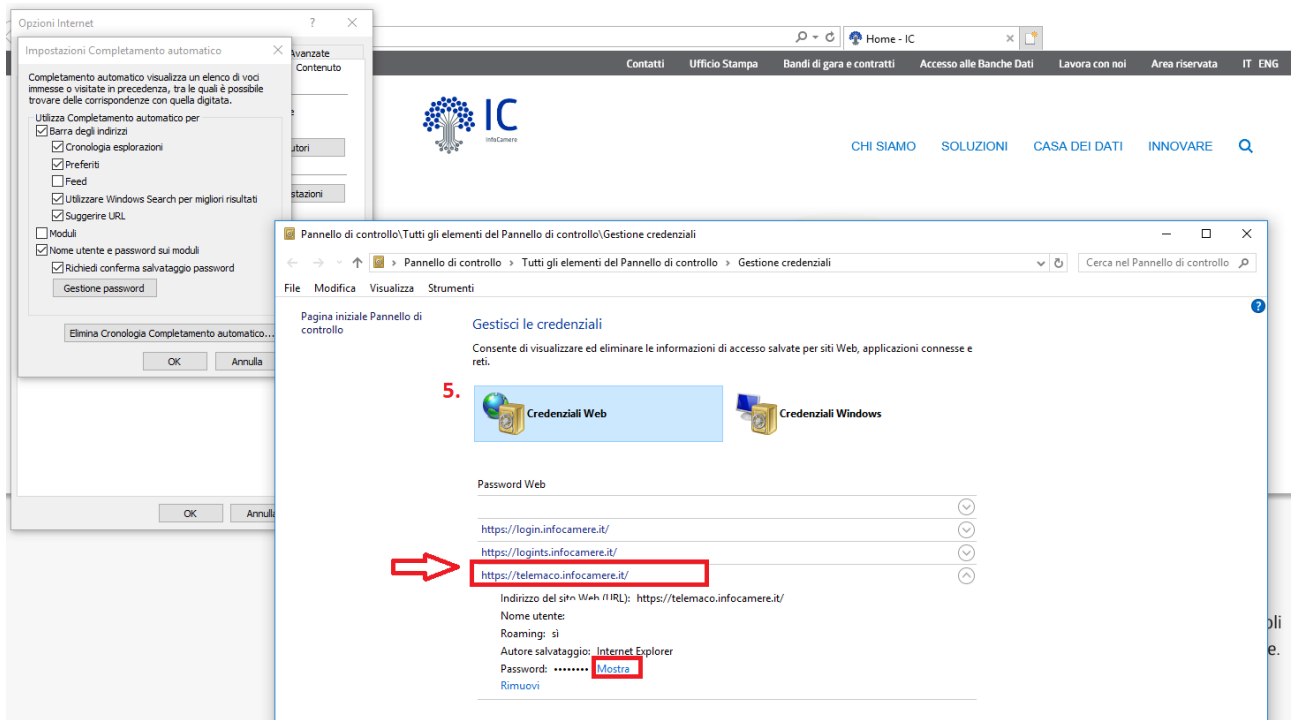 Opzioni Internet
Impostazioni Completamento automatico
Completamento automatico visualizza un elenco di voci
immesse o visitate in precedenza, tra le quali è possibile
trovare delle corrispondenze con quella digitata.
Utilizza Completamento automatico per
Barra degli indirizzi
Cronologia esplorazioni
Preferiti
Feed
Utilizzare Windows Search per migliori risultati
Suggerire URL
Moduli
Nome utente e password sui moduli
Richiedi conferma salvataggio password
Gestione password
Elimina Cronologia Completamento automatico...
OK Annulla
Avanzate
Contenuto
utori
stazioni
OK Annulla
Home - IC
Contatti Ufficio Stampa Bandi di gara e contratti Accesso alle Banche Dati Lavora con noi Area riservata IT ENG
IC
InfoCamere
CHI SIAMO SOLUZIONI CASA DEI DATI INNOVARE
Pannello di controllo\Tutti gli elementi del Pannello di controllo\Gestione credenziali
Pannello di controllo Tutti gli elementi del Pannello di controllo Gestione credenziali
Cerca nel Pannello di controllo
File Modifica Visualizza Strumenti
Pagina iniziale Pannello di
controllo
Gestisci le credenziali
Consente di visualizzare ed eliminare le informazioni di accesso salvate per siti Web, applicazioni connesse e
reti.
5.
Credenziali Web Credenziali Windows
Password Web
https://login.infocamere.it/
https://logints.infocamere.it/
https://telemaco.infocamere.it/
Indirizzo del sito Web (URL): https://telemaco.infocamere.it/
Nome utente:
Roaming: sì
Autore salvataggio: Internet Explorer
Password: •••••••• Mostra
Rimuovi
oli
e.